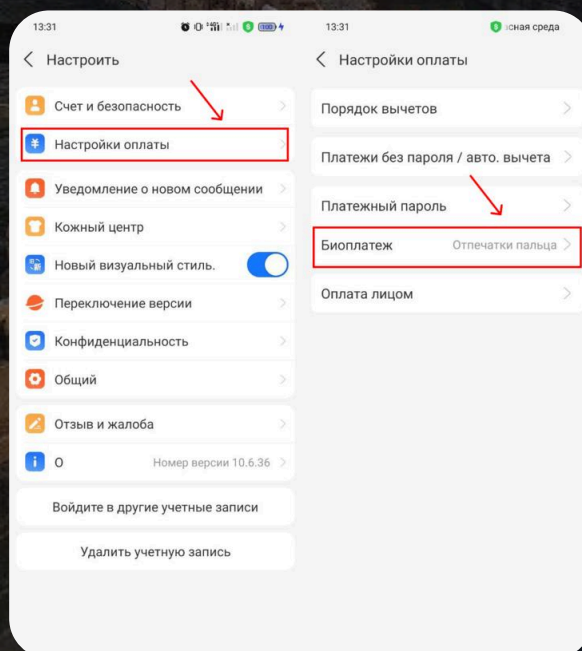 13:31
Настроить
Счет и безопасность
Настройки оплаты
Уведомление о новом сообщении
Кожный центр
Новый визуальный стиль.
Переключение версии
Конфиденциальность
Общий
Отзыв и жалоба
О Номер версии 10.6.36
Войдите в другие учетные записи
Удалить учетную запись
13:31 сная среда
Настройки оплаты
Порядок вычетов
Платежи без пароля / авто. вычета
Платежный пароль
Биоплатеж Отпечатки пальца
Оплата лицом